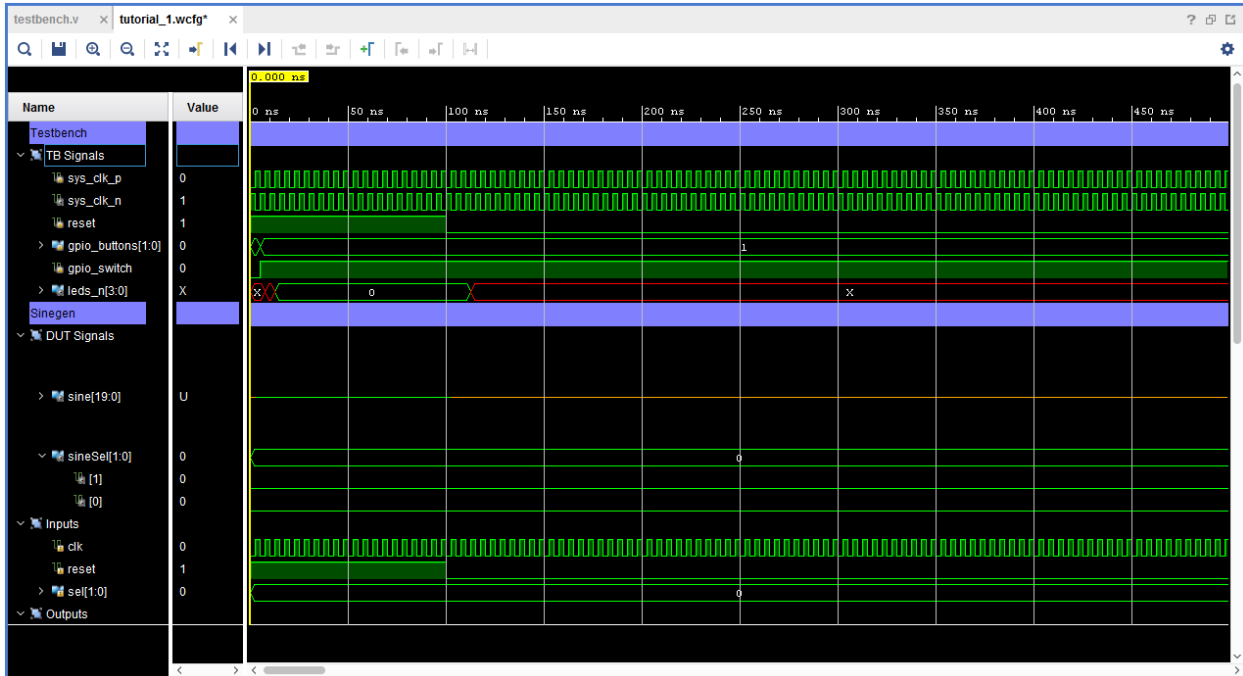 testbench.v × tutorial_1.wcfg* ×
?
0.000 ns
Name Value
0 ns 50 ns 100 ns 150 ns 200 ns 250 ns 300 ns 350 ns 400 ns 450 ns
Testbench
TB Signals
sys_clk_p 0
sys_clk_n 1
reset 1
gpio_buttons[1:0] 0 1
gpio_switch 0
leds_n[3:0] X X 0 X
Sinegen
DUT Signals
sine[19:0] U
sineSel[1:0] 0 0
[1] 0
[0] 0
Inputs
clk 0
reset 1
sel[1:0] 0 0
Outputs